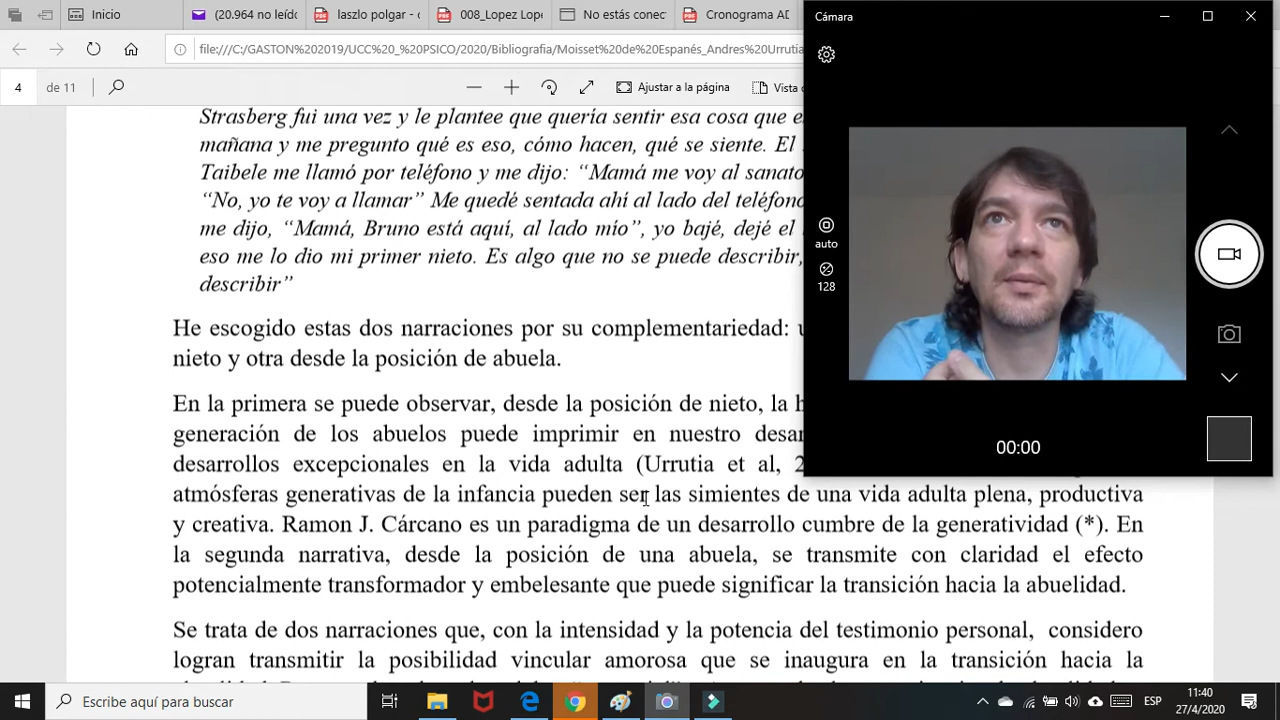 Inicio
(20.964 no leído
laszlo polgar - c
008_Lopez Lope
No estás conec
Cronograma AD
Cámara
file:///C:/GASTON%202019/UCC%20_%20PSICO/2020/Bibliografia/Moisset%20de%20Espanés_Andres%20Urrutia
4 de 11
Ajustar a la página
Vista d
Strasberg fui una vez y le plantee que quería sentir esa cosa que e
mañana y me pregunto qué es eso, cómo hacen, qué se siente. El
Taibele me llamó por teléfono y me dijo: “Mamá me voy al sanato
“No, yo te voy a llamar” Me quedé sentada ahí al lado del teléfono
me dijo, “Mamá, Bruno está aquí, al lado mío”, yo bajé, dejé el
eso me lo dio mi primer nieto. Es algo que no se puede describir,
describir”
auto
128
00:00
He escogido estas dos narraciones por su complementariedad: u
nieto y otra desde la posición de abuela.
En la primera se puede observar, desde la posición de nieto, la h
generación de los abuelos puede imprimir en nuestro desar
desarrollos excepcionales en la vida adulta (Urrutia et al, 2
atmósferas generativas de la infancia pueden ser las simientes de una vida adulta plena, productiva
y creativa. Ramon J. Cárcano es un paradigma de un desarrollo cumbre de la generatividad (*). En
la segunda narrativa, desde la posición de una abuela, se transmite con claridad el efecto
potencialmente transformador y embelesante que puede significar la transición hacia la abuelidad.
Se trata de dos narraciones que, con la intensidad y la potencia del testimonio personal, considero
logran transmitir la posibilidad vincular amorosa que se inaugura en la transición hacia la
Escribe aquí para buscar
ESP
11:40
27/4/2020